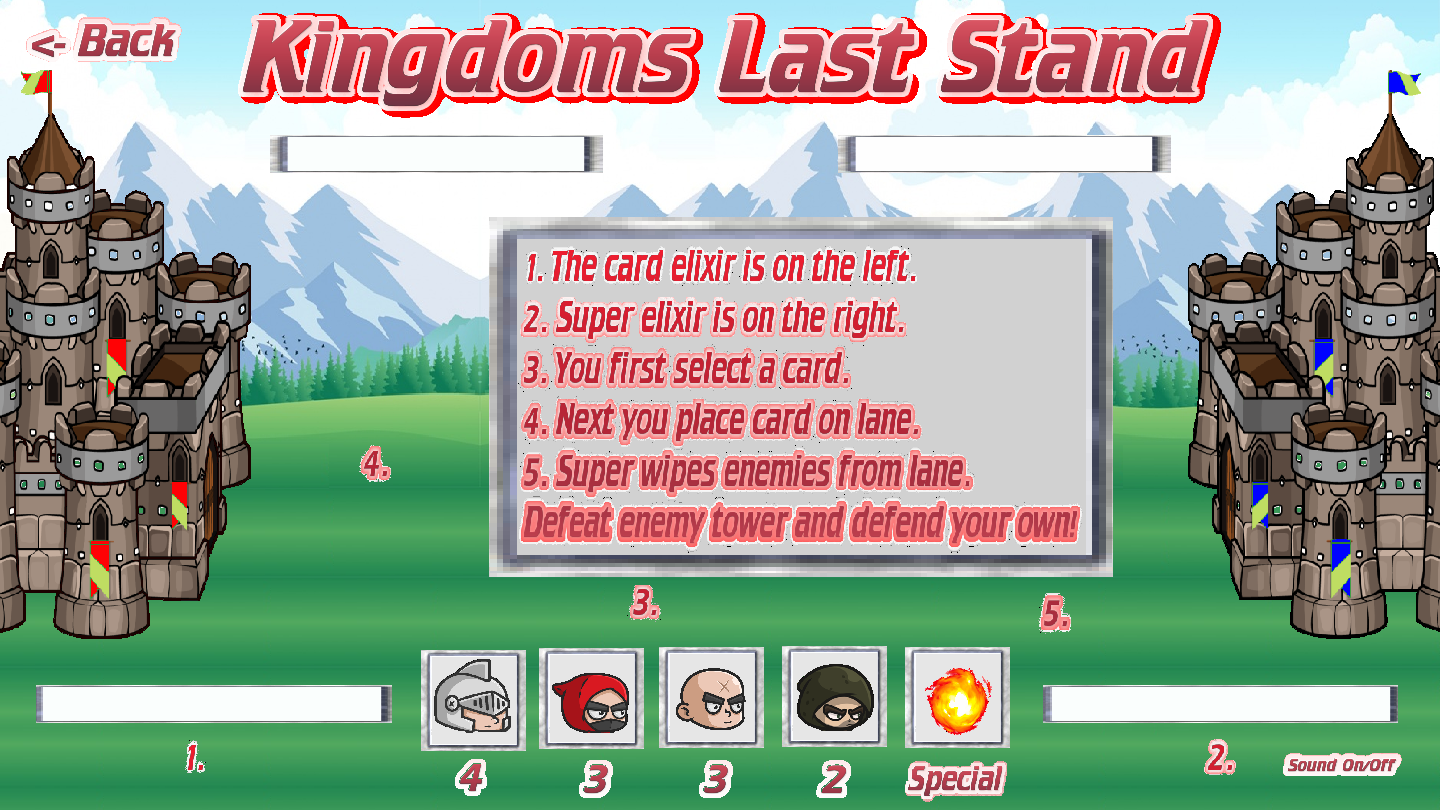 <- Back
Kingdoms Last Stand
1. The card elixir is on the left.
2. Super elixir is on the right.
3. You first select a card.
4. Next you place card on lane.
5. Super wipes enemies from lane.
Defeat enemy tower and defend your own!
4.
3.
5.
1.
2.
4
3
3
2
Special
Sound On/Off